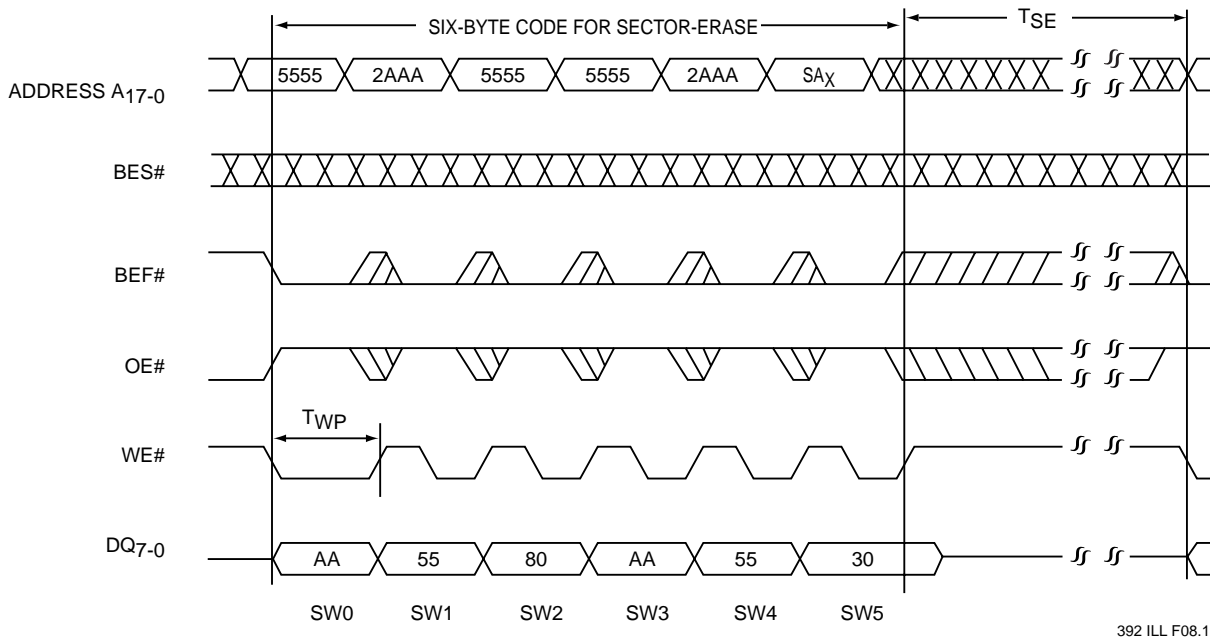 SIX-BYTE CODE FOR SECTOR-ERASE
TSE
ADDRESS A17-0
5555 2AAA 5555 5555 2AAA SAX
BES#
BEF#
OE#
TWP
WE#
DQ7-0
AA 55 80 AA 55 30
SW0 SW1 SW2 SW3 SW4 SW5
392 ILL F08.1